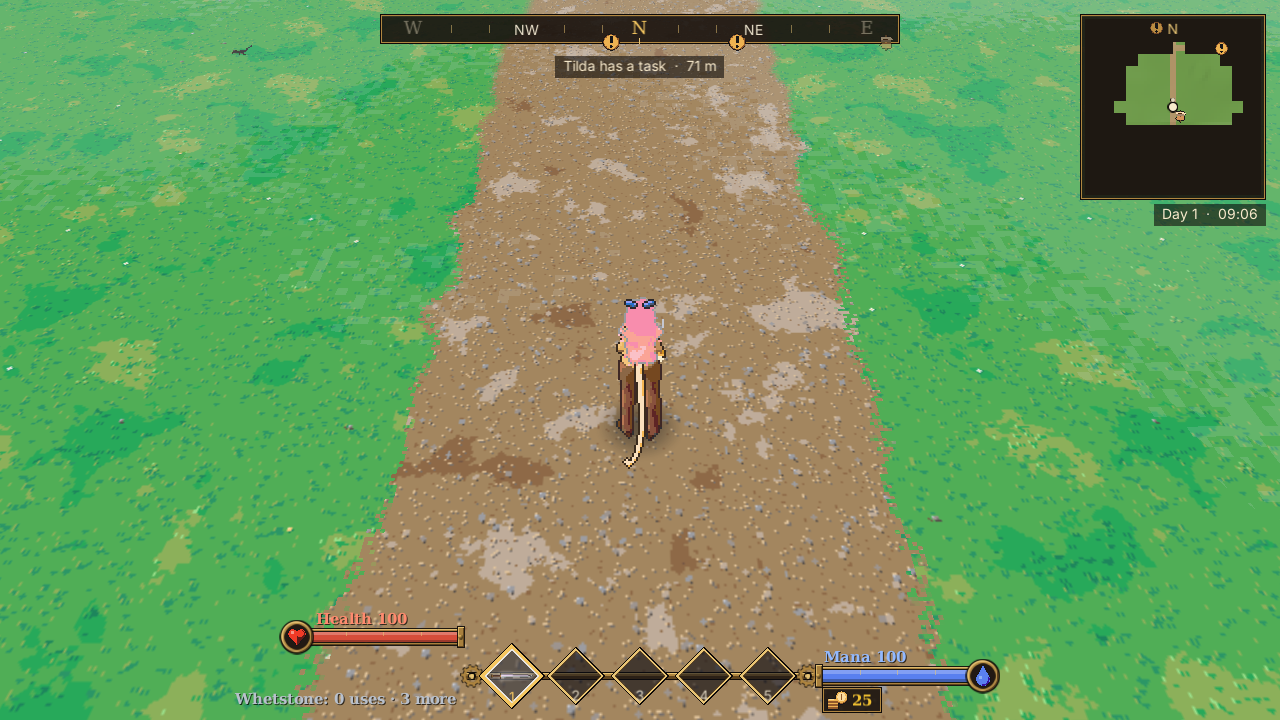 W NW N NE E
Tilda has a task · 71 m
N
Day 1 · 09:06
Health 100
Mana 100
Whetstone: 0 uses · 3 more
1 2 3 4 5
25